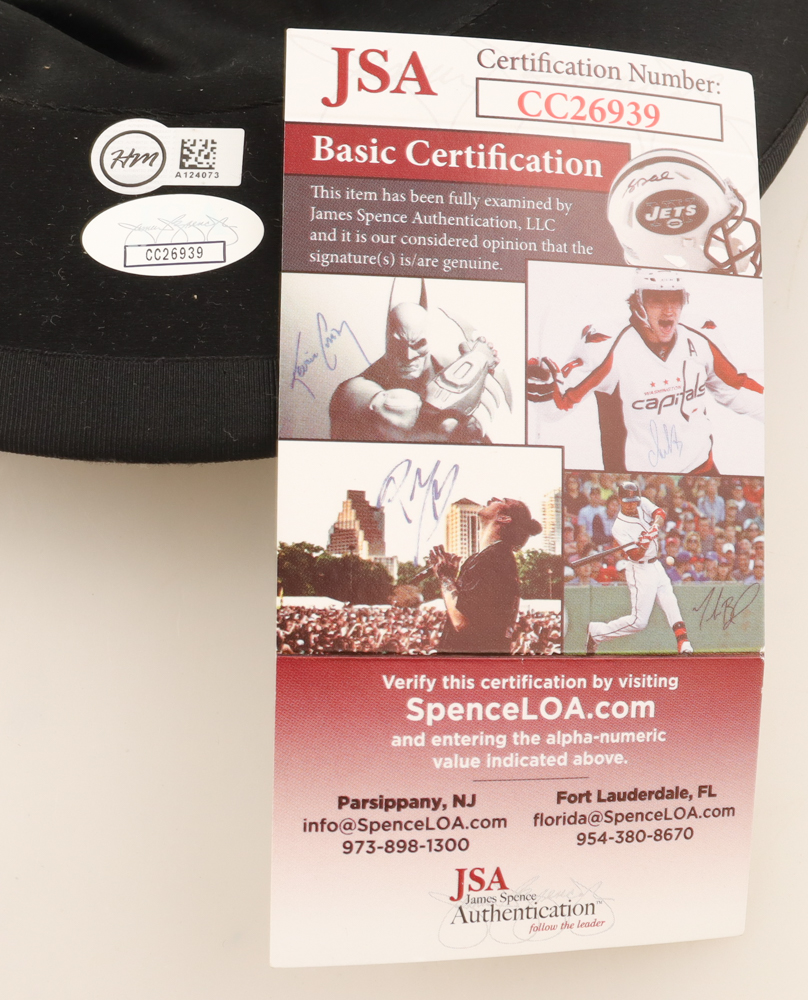 HM
A124073
CC26939
JSA
Certification Number:
CC26939
Basic Certification
This item has been fully examined by
James Spence Authentication, LLC
and it is our considered opinion that the
signature(s) is/are genuine.
JETS
A
capitals
Verify this certification by visiting
SpenceLOA.com
and entering the alpha-numeric
value indicated above.
Parsippany, NJ
info@SpenceLOA.com
973-898-1300
Fort Lauderdale, FL
florida@SpenceLOA.com
954-380-8670
JSA
James Spence
Authentication™
follow the leader